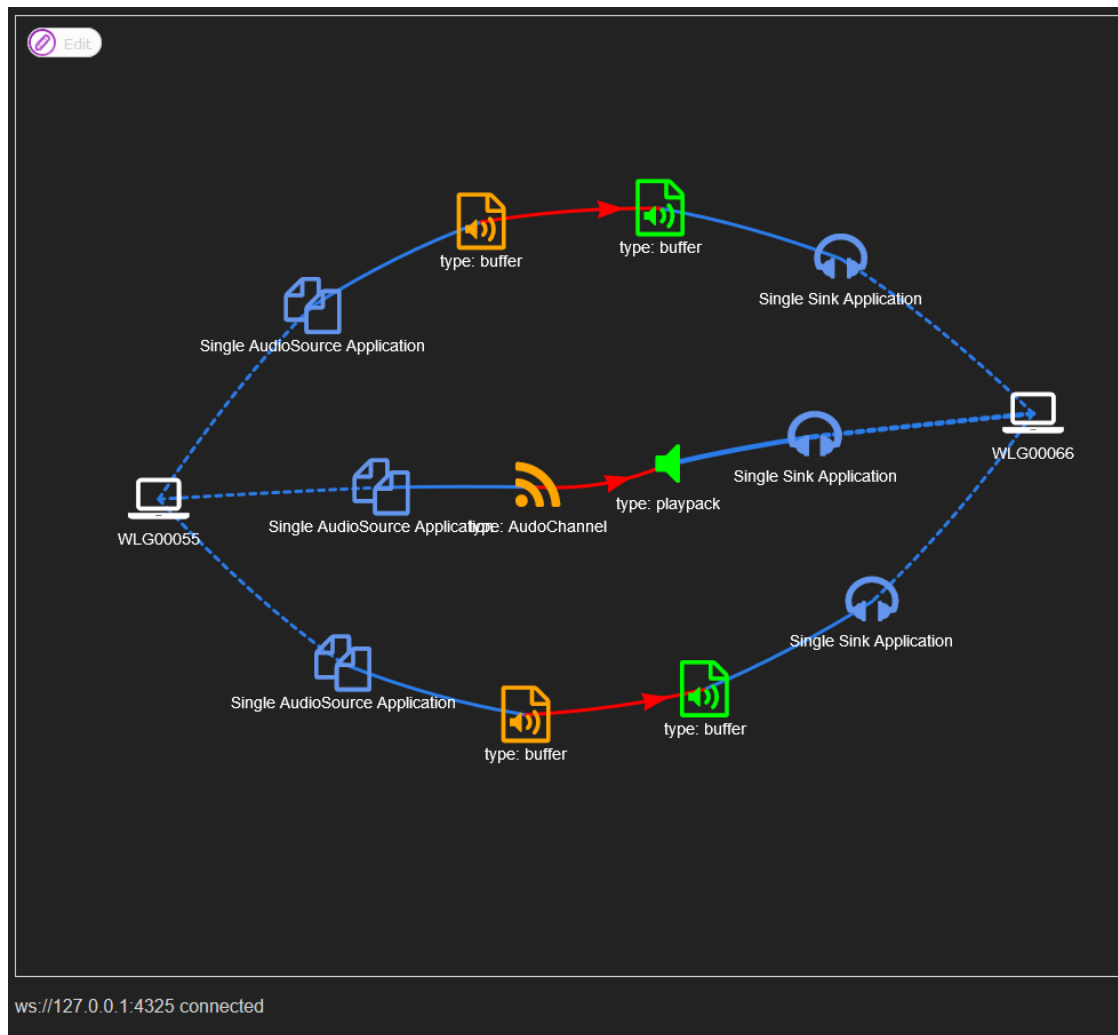 Edit
type: buffer
type: buffer
Single Sink Application
Single AudioSource Application
WLG00066
Single Sink Application
type: playpack
Single AudioSource Application
type: AudoChannel
WLG00055
Single Sink Application
Single AudioSource Application
type: buffer
type: buffer
ws://127.0.0.1:4325 connected